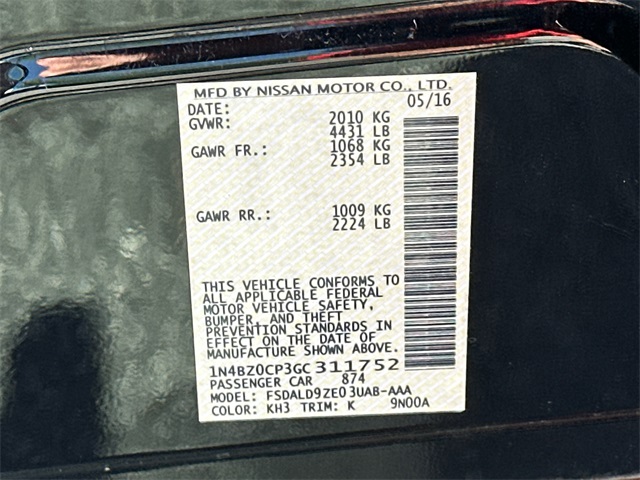 MFD BY NISSAN MOTOR CO., LTD.
DATE: 05/16
GVWR: 2010 KG
4431 LB
GAWR FR.: 1068 KG
2354 LB
GAWR RR.: 1009 KG
2224 LB
THIS VEHICLE CONFORMS TO
ALL APPLICABLE FEDERAL
MOTOR VEHICLE SAFETY,
BUMPER, AND THEFT
PREVENTION STANDARDS IN
EFFECT ON THE DATE OF
MANUFACTURE SHOWN ABOVE.
1N4BZ0CP3GC311752
PASSENGER CAR 874
MODEL: FSDALD9ZE03UAB-AAA
COLOR: KH3 TRIM: K 9N00A